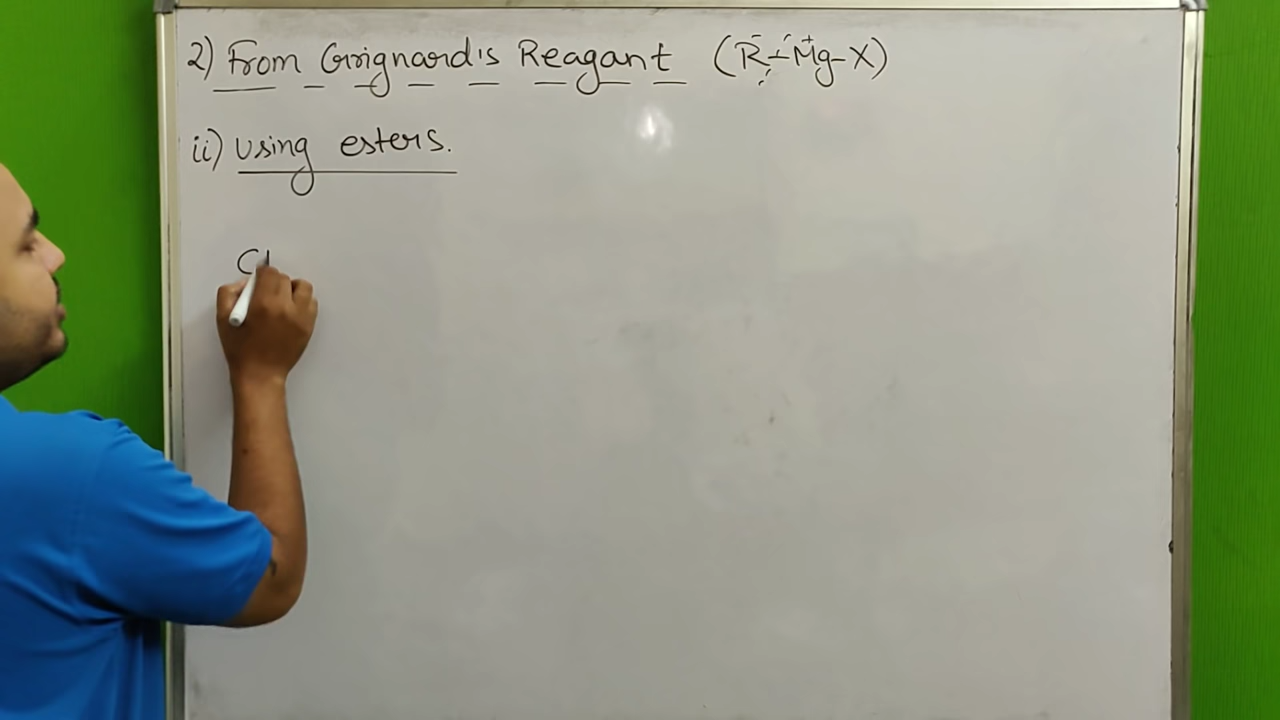 2) From Grignard's Reagant (R-Mg-X)
ii) using esters.